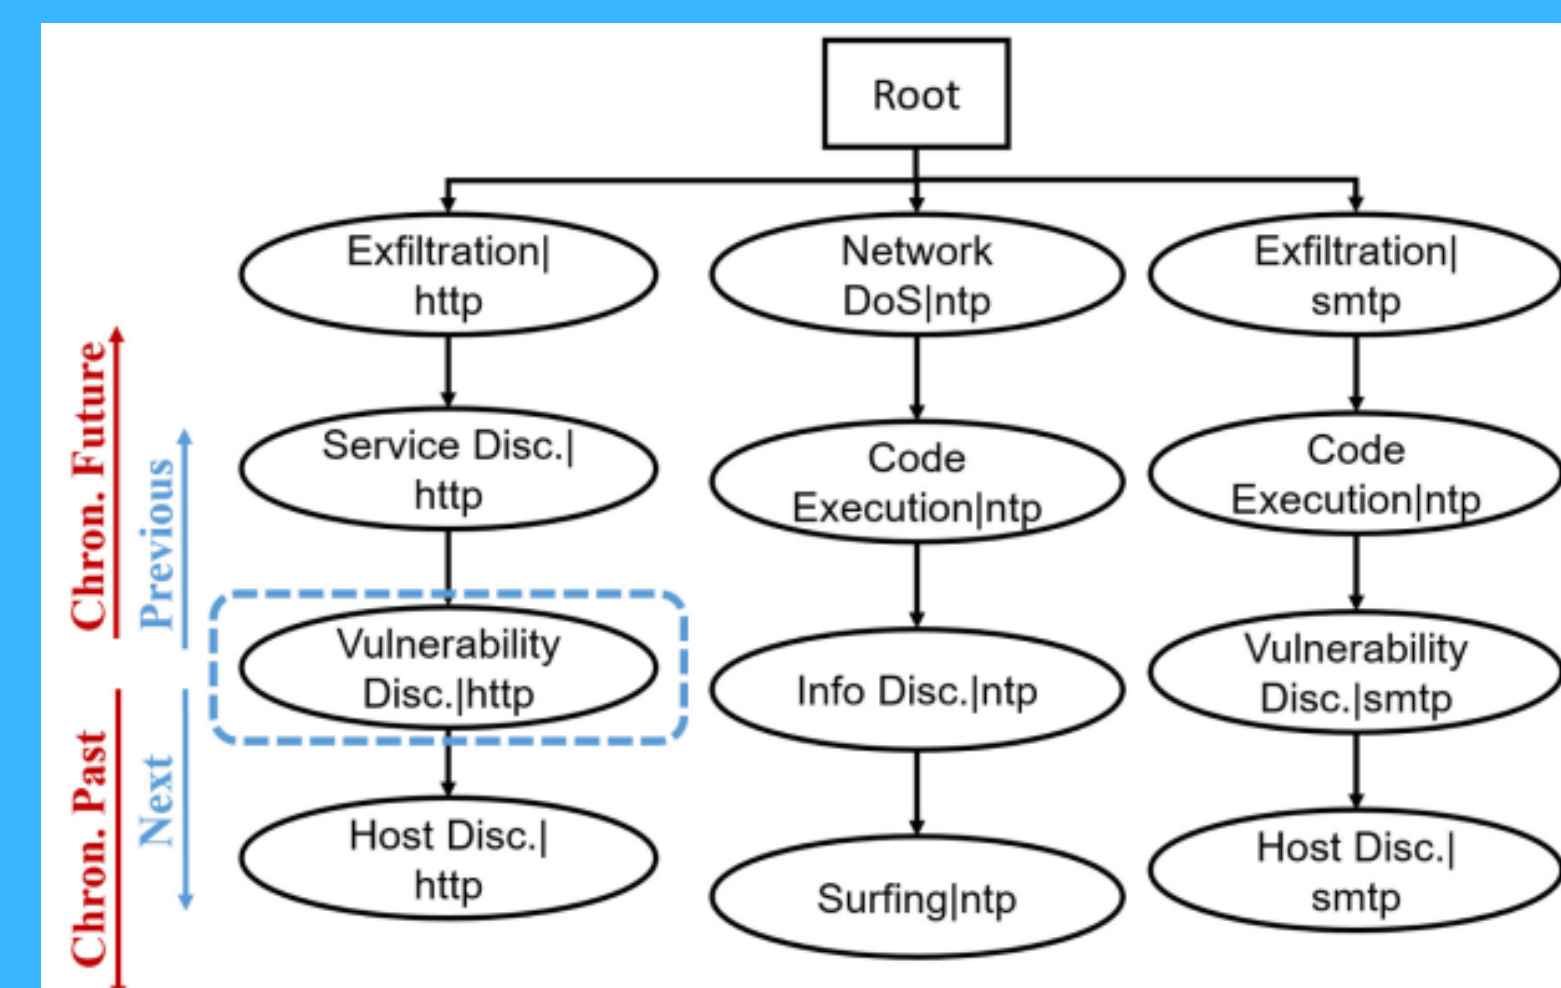 Root
Exfiltration|
http
Network
DoS|ntp
Exfiltration|
smtp
Service Disc.|
http
Code
Execution|ntp
Code
Execution|ntp
Vulnerability
Disc.|http
Info Disc.|ntp
Vulnerability
Disc.|smtp
Host Disc.|
http
Surfing|ntp
Host Disc.|
smtp
Chron. Future
Previous
Chron. Past
Next